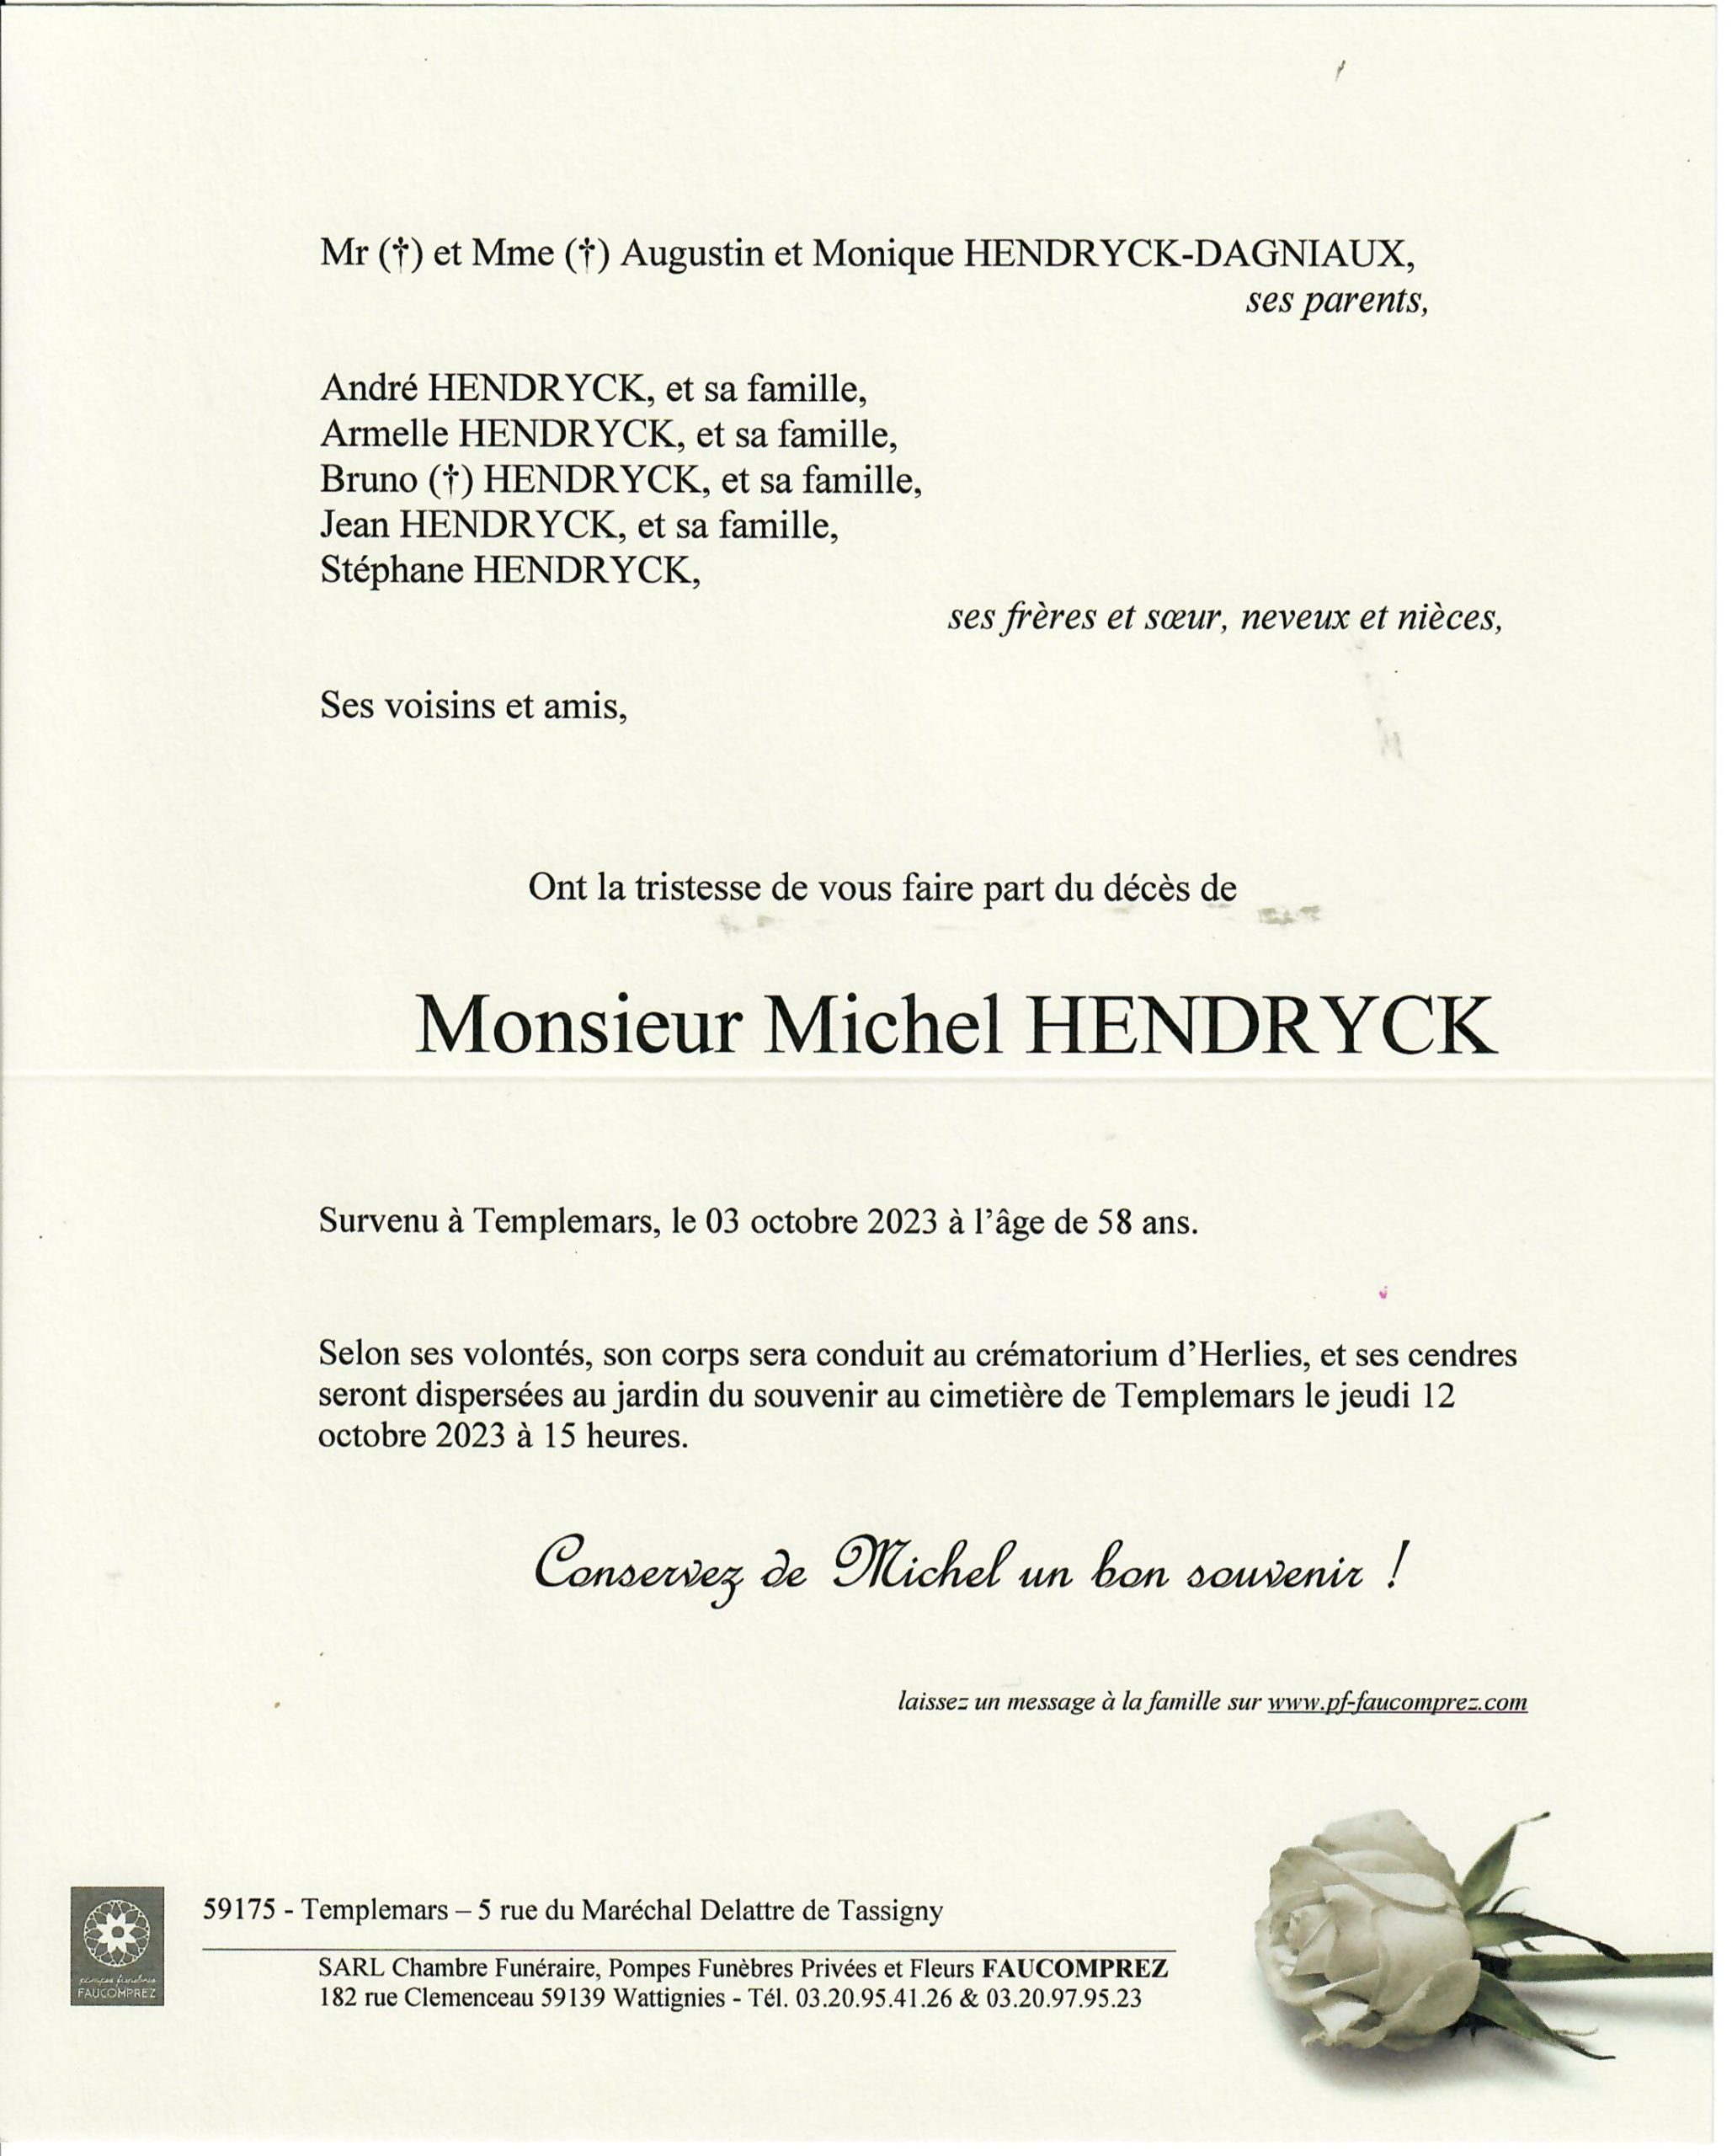 Mr (†) et Mme (†) Augustin et Monique HENDRYCK-DAGNIAUX,
ses parents,
André HENDRYCK, et sa famille,
Armelle HENDRYCK, et sa famille,
Bruno (†) HENDRYCK, et sa famille,
Jean HENDRYCK, et sa famille,
Stéphane HENDRYCK,
ses frères et sœur, neveux et nièces,
Ses voisins et amis,
Ont la tristesse de vous faire part du décès de
Monsieur Michel HENDRYCK
Survenu à Templemars, le 03 octobre 2023 à l’âge de 58 ans.
Selon ses volontés, son corps sera conduit au crématorium d’Herlies, et ses cendres
seront dispersées au jardin du souvenir au cimetière de Templemars le jeudi 12
octobre 2023 à 15 heures.
Conservez de Michel un bon souvenir !
laissez un message à la famille sur www.pf-faucomprez.com
59175 - Templemars – 5 rue du Maréchal Delattre de Tassigny
pompes funèbres
FAUCOMPREZ
SARL Chambre Funéraire, Pompes Funèbres Privées et Fleurs FAUCOMPREZ
182 rue Clemenceau 59139 Wattignies - Tél. 03.20.95.41.26 & 03.20.97.95.23